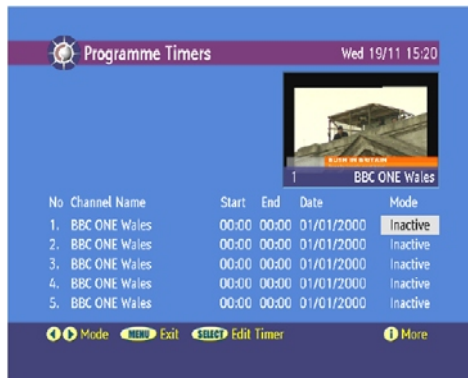 Programme Timers Wed 19/11 15:20
BUSH IN BRITAIN
1 BBC ONE Wales
No Channel Name Start End Date Mode
1. BBC ONE Wales 00:00 00:00 01/01/2000 Inactive
2. BBC ONE Wales 00:00 00:00 01/01/2000 Inactive
3. BBC ONE Wales 00:00 00:00 01/01/2000 Inactive
4. BBC ONE Wales 00:00 00:00 01/01/2000 Inactive
5. BBC ONE Wales 00:00 00:00 01/01/2000 Inactive
Mode MENU Exit SELECT Edit Timer i More